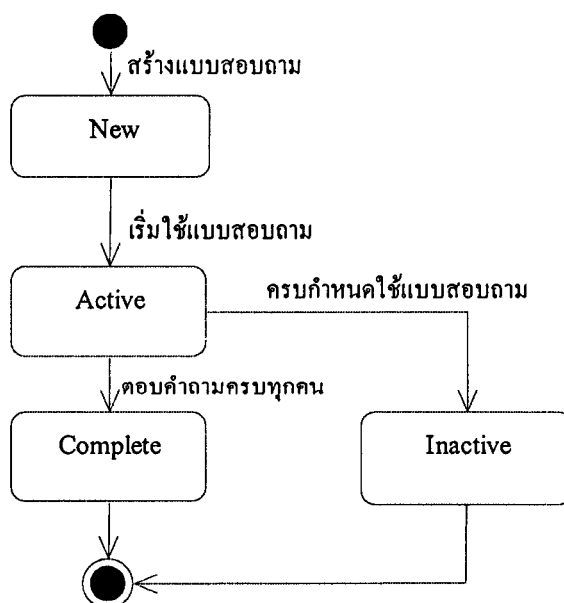 สร้างแบบสอบถาม
New
เริ่มใช้แบบสอบถาม
Active
ครบกำหนดใช้แบบสอบถาม
ตอบคำถามครบทุกคน
Complete
Inactive